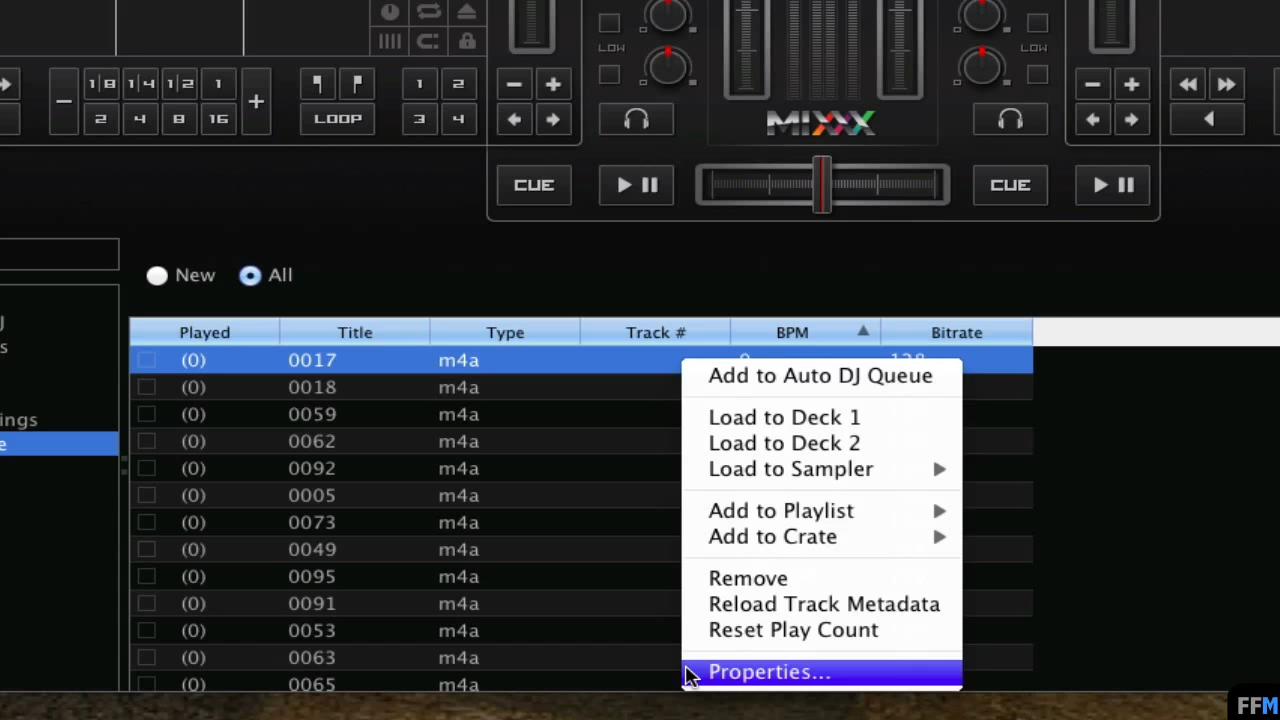 LOW
LOW
1|8 1|4 1|2 1
1 2
LOOP
2 4 8 16
3 4
MIXXX
CUE
CUE
New All
Played Title Type Track # BPM Bitrate
(0) 0017 m4a
(0) 0018 m4a
(0) 0059 m4a
(0) 0062 m4a
(0) 0092 m4a
(0) 0005 m4a
(0) 0073 m4a
(0) 0049 m4a
(0) 0095 m4a
(0) 0091 m4a
(0) 0053 m4a
(0) 0063 m4a
(0) 0065 m4a
ings
Add to Auto DJ Queue
Load to Deck 1
Load to Deck 2
Load to Sampler
Add to Playlist
Add to Crate
Remove
Reload Track Metadata
Reset Play Count
Properties...
FFM